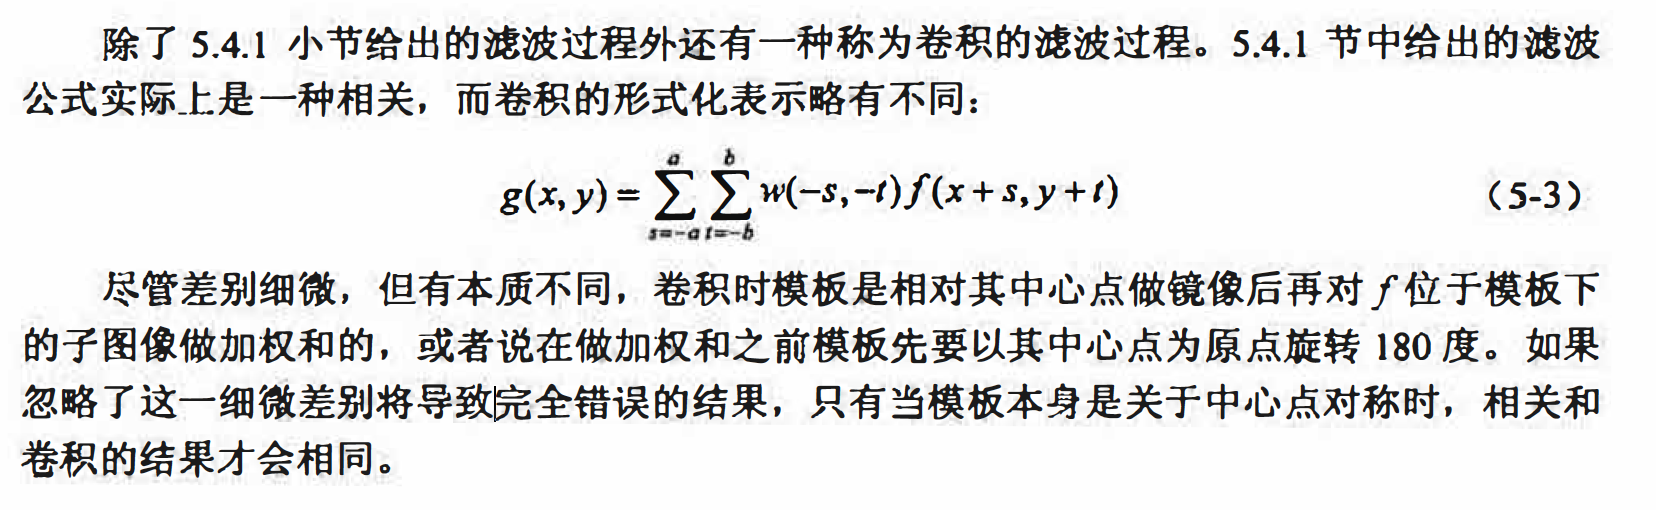 除了 5.4.1 小节给出的滤波过程外还有一种称为卷积的滤波过程。5.4.1 节中给出的滤波
公式实际上是一种相关，而卷积的形式化表示略有不同：
g(x, y) = \sum_{s=-a}^{a} \sum_{t=-b}^{b} w(-s,-t) f(x+s, y+t) （5-3）
尽管差别细微，但有本质不同，卷积时模板是相对其中心点做镜像后再对 f 位于模板下
的子图像做加权和的，或者说在做加权和之前模板先要以其中心点为原点旋转 180 度。如果
忽略了这一细微差别将导致完全错误的结果，只有当模板本身是关于中心点对称时，相关和
卷积的结果才会相同。